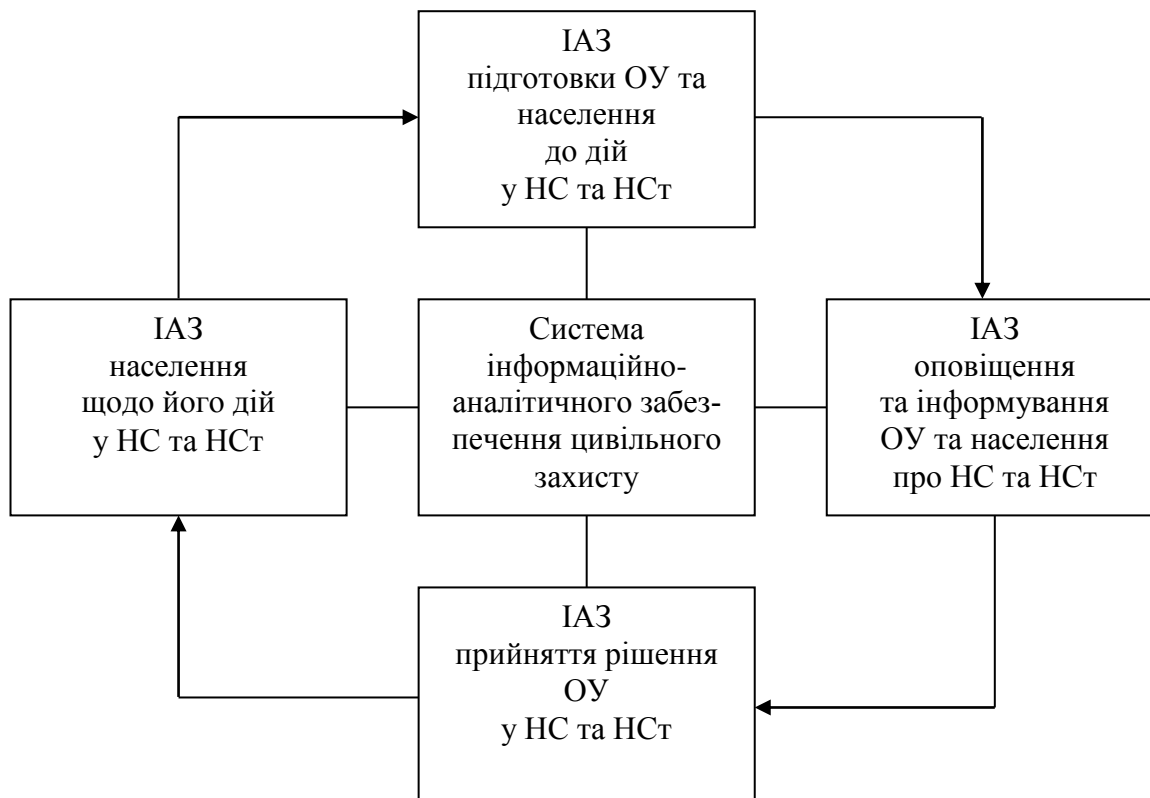 ІАЗ
підготовки ОУ та
населення
до дій
у НС та НСт
ІАЗ
населення
щодо його дій
у НС та НСт
Система
інформаційно-
аналітичного забез-
печення цивільного
захисту
ІАЗ
оповіщення
та інформування
ОУ та населення
про НС та НСт
ІАЗ
прийняття рішення
ОУ
у НС та НСт